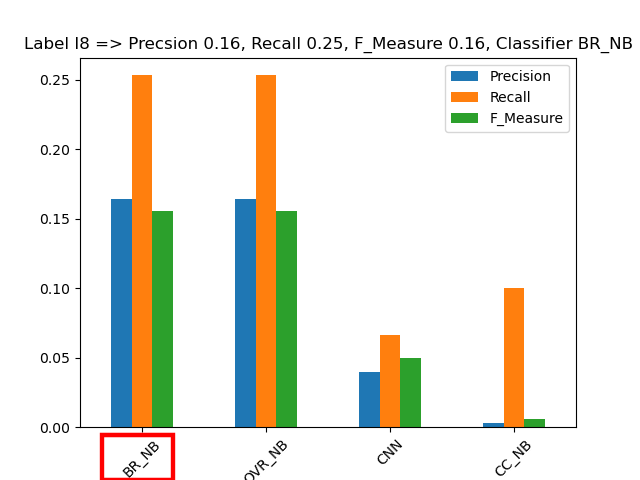 Label I8 => Precsion 0.16, Recall 0.25, F_Measure 0.16, Classifier BR_NB
Precision
Recall
F_Measure
0.25
0.20
0.15
0.10
0.05
0.00
BR_NB
OVR_NB
CNN
CC_NB